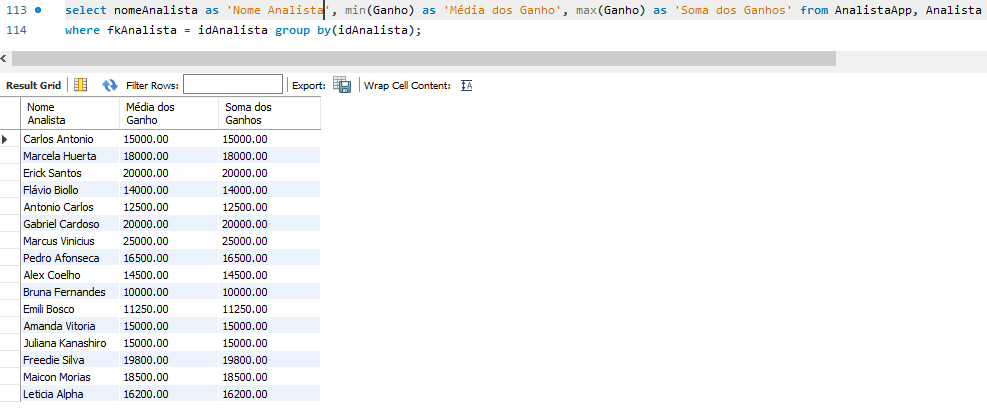 113 select nomeAnalista as 'Nome Analista', min(Ganho) as 'Média dos Ganho', max(Ganho) as 'Soma dos Ganhos' from AnalistaApp, Analista
114 where fkAnalista = idAnalista group by(idAnalista);
Result Grid Filter Rows: Export: Wrap Cell Content: IA
Nome Média dos Soma dos
Analista Ganho Ganhos
Carlos Antonio 15000.00 15000.00
Marcela Huerta 18000.00 18000.00
Erick Santos 20000.00 20000.00
Flávio Biollo 14000.00 14000.00
Antonio Carlos 12500.00 12500.00
Gabriel Cardoso 20000.00 20000.00
Marcus Vinicius 25000.00 25000.00
Pedro Afonseca 16500.00 16500.00
Alex Coelho 14500.00 14500.00
Bruna Fernandes 10000.00 10000.00
Emili Bosco 11250.00 11250.00
Amanda Vitoria 15000.00 15000.00
Juliana Kanashiro 15000.00 15000.00
Freedie Silva 19800.00 19800.00
Maicon Morias 18500.00 18500.00
Leticia Alpha 16200.00 16200.00